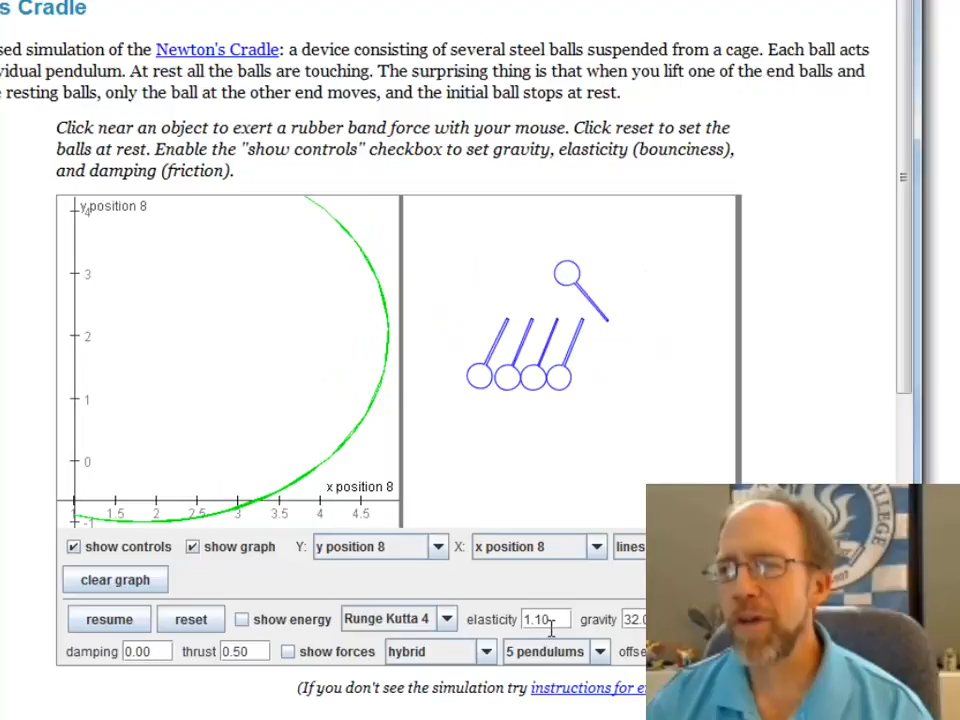 s Cradle
sed simulation of the Newton's Cradle: a device consisting of several steel balls suspended from a cage. Each ball acts
vidual pendulum. At rest all the balls are touching. The surprising thing is that when you lift one of the end balls and
e resting balls, only the ball at the other end moves, and the initial ball stops at rest.
Click near an object to exert a rubber band force with your mouse. Click reset to set the
balls at rest. Enable the "show controls" checkbox to set gravity, elasticity (bounciness),
and damping (friction).
y position 8
4
3
2
1
0
-1
x position 8
1 1.5 2 2.5 3 3.5 4 4.5
show controls show graph Y: y position 8 X: x position 8 lines
clear graph
resume reset show energy Runge Kutta 4 elasticity 1.10 gravity 32.0
damping 0.00 thrust 0.50 show forces hybrid 5 pendulums offse
(If you don't see the simulation try instructions for e
COLLEGE